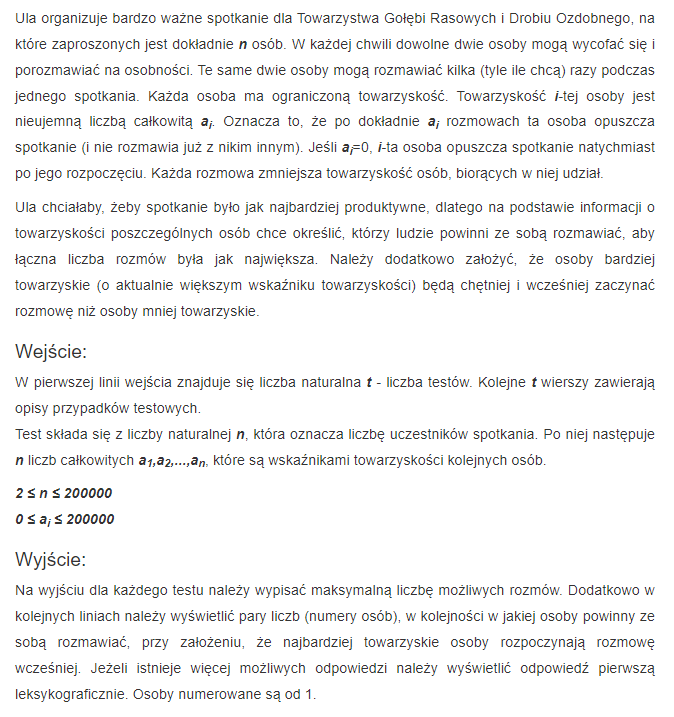 Ula organizuje bardzo ważne spotkanie dla Towarzystwa Gołębi Rasowych i Drobiu Ozdobnego, na
które zaproszonych jest dokładnie n osób. W każdej chwili dowolne dwie osoby mogą wycofać się i
porozmawiać na osobności. Te same dwie osoby mogą rozmawiać kilka (tyle ile chcą) razy podczas
jednego spotkania. Każda osoba ma ograniczoną towarzyskość. Towarzyskość i-tej osoby jest
nieujemną liczbą całkowitą ai. Oznacza to, że po dokładnie ai rozmowach ta osoba opuszcza
spotkanie (i nie rozmawia już z nikim innym). Jeśli ai=0, i-ta osoba opuszcza spotkanie natychmiast
po jego rozpoczęciu. Każda rozmowa zmniejsza towarzyskość osób, biorących w niej udział.
Ula chciałaby, żeby spotkanie było jak najbardziej produktywne, dlatego na podstawie informacji o
towarzyskości poszczególnych osób chce określić, którzy ludzie powinni ze sobą rozmawiać, aby
łączna liczba rozmów była jak największa. Należy dodatkowo założyć, że osoby bardziej
towarzyskie (o aktualnie większym wskaźniku towarzyskości) będą chętniej i wcześniej zaczynać
rozmowę niż osoby mniej towarzyskie.
Wejście:
W pierwszej linii wejścia znajduje się liczba naturalna t - liczba testów. Kolejne t wierszy zawierają
opisy przypadków testowych.
Test składa się z liczby naturalnej n, która oznacza liczbę uczestników spotkania. Po niej następuje
n liczb całkowitych a1,a2,...,an, które są wskaźnikami towarzyskości kolejnych osób.
2 ≤ n ≤ 200000
0 ≤ ai ≤ 200000
Wyjście:
Na wyjściu dla każdego testu należy wypisać maksymalną liczbę możliwych rozmów. Dodatkowo w
kolejnych liniach należy wyświetlić pary liczb (numery osób), w kolejności w jakiej osoby powinny ze
sobą rozmawiać, przy założeniu, że najbardziej towarzyskie osoby rozpoczynają rozmowę
wcześniej. Jeżeli istnieje więcej możliwych odpowiedzi należy wyświetlić odpowiedź pierwszą
leksykograficznie. Osoby numerowane są od 1.